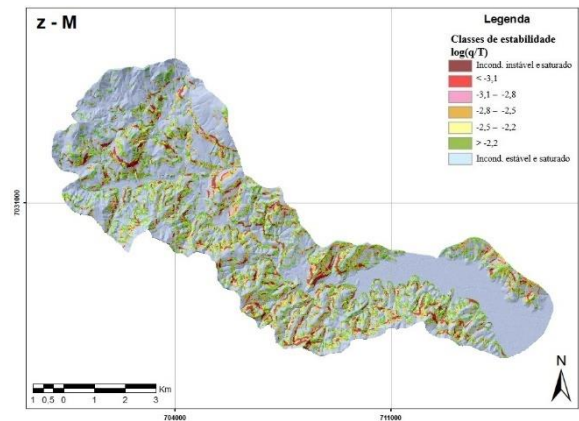 z - M
Legenda
Classes de estabilidade
log(q/T)
Incond. instável e saturado
< -3,1
-3,1 – -2,8
-2,8 – -2,5
-2,5 – -2,2
> -2,2
Incond. estável e saturado
7031000
N
1 0.5 0 1 2 3 Km
704000 711000